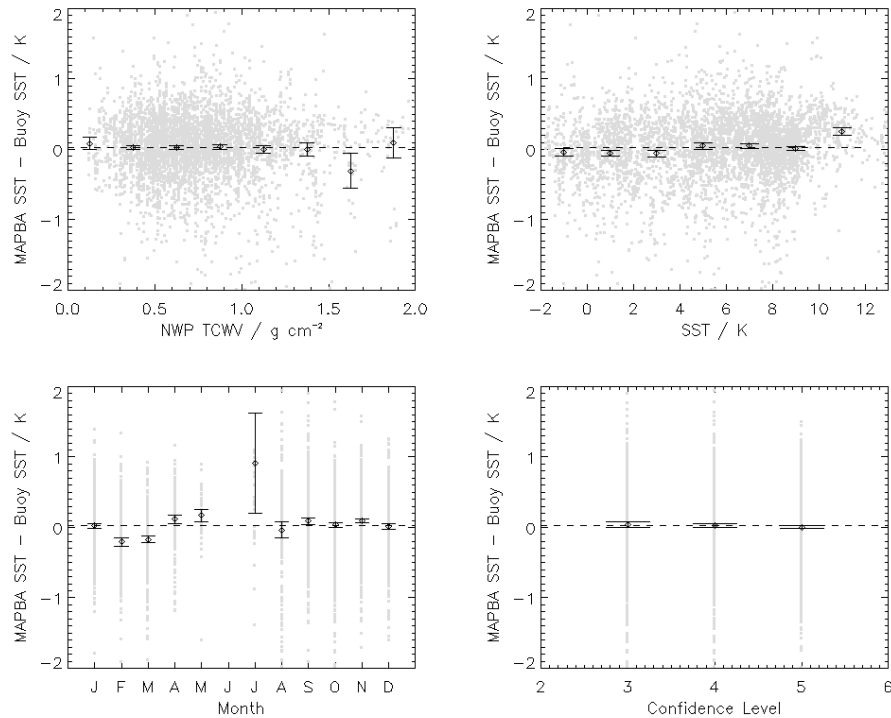 2
1
0
−1
−2
MAPBA SST − Buoy SST / K
0.0 0.5 1.0 1.5 2.0
NWP TCWV / g cm⁻²
2
1
0
−1
−2
MAPBA SST − Buoy SST / K
−2 0 2 4 6 8 10 12
SST / K
2
1
0
−1
−2
MAPBA SST − Buoy SST / K
J F M A M J J A S O N D
Month
2
1
0
−1
−2
MAPBA SST − Buoy SST / K
2 3 4 5 6
Confidence Level